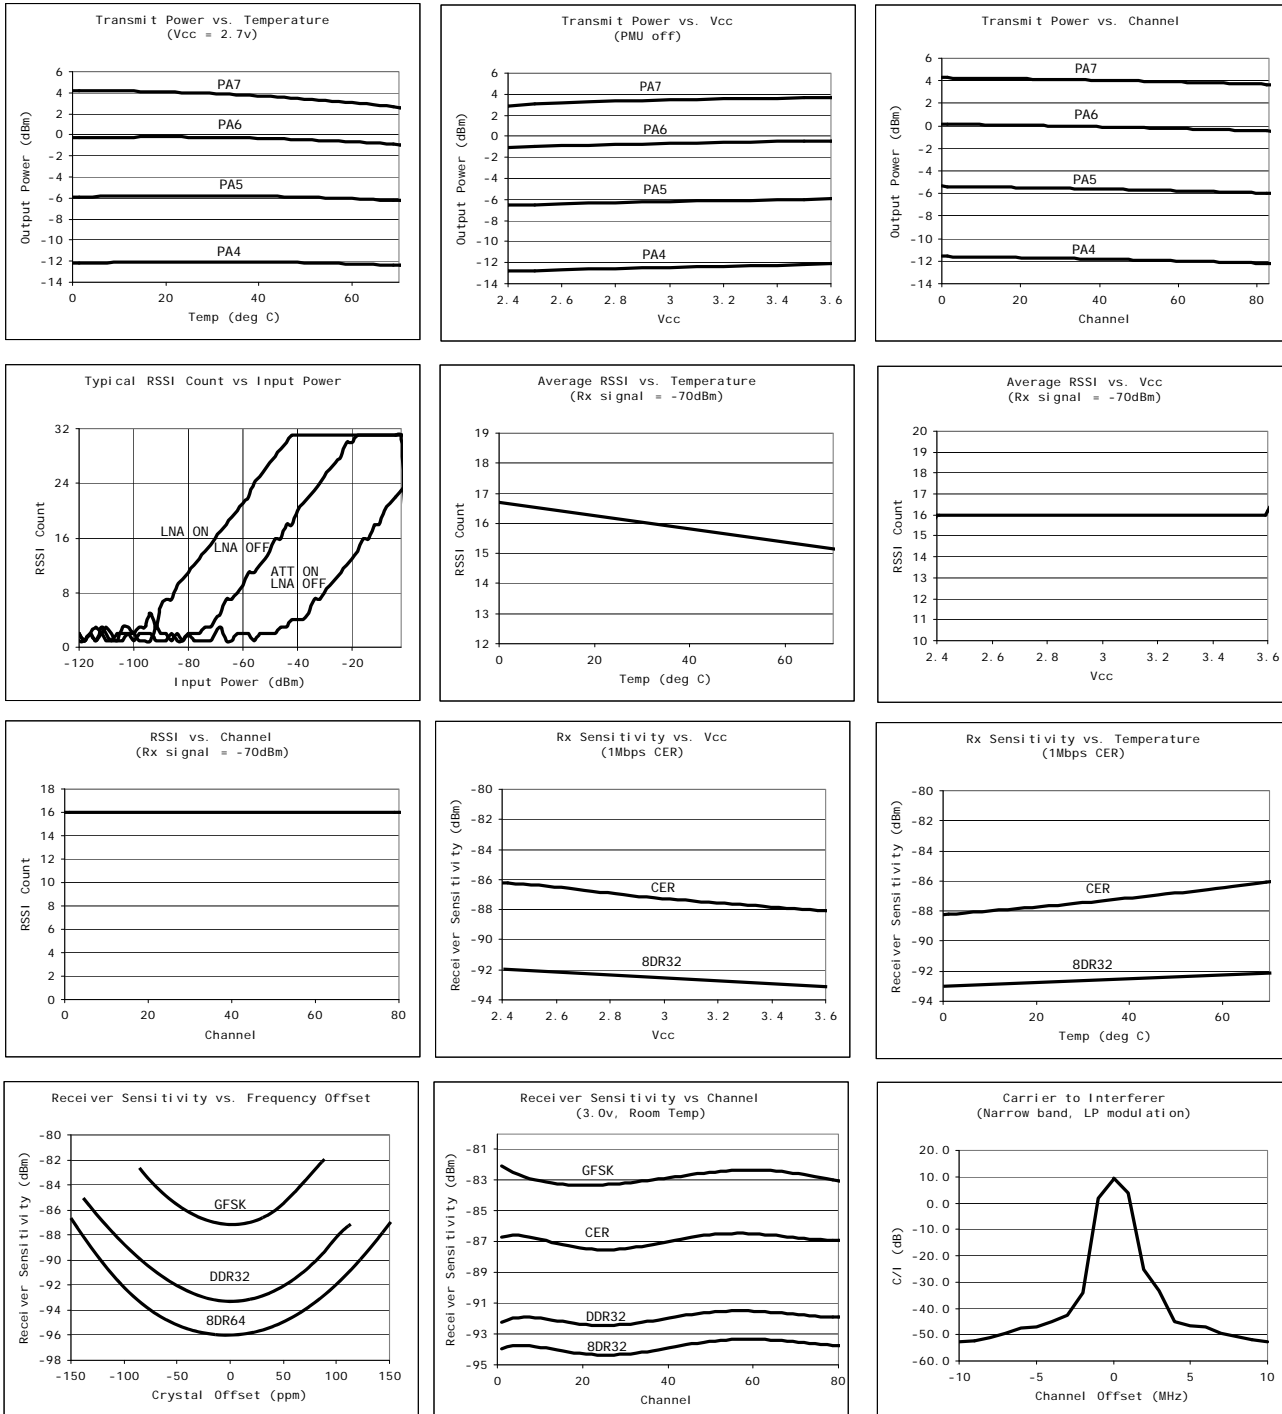 Transmit Power vs. Temperature
(Vcc = 2.7v)
Output Power (dBm)
6
4
2
0
-2
-4
-6
-8
-10
-12
-14
PA7
PA6
PA5
PA4
0 20 40 60
Temp (deg C)
Transmit Power vs. Vcc
(PMU off)
Output Power (dBm)
6
4
2
0
-2
-4
-6
-8
-10
-12
-14
PA7
PA6
PA5
PA4
2.4 2.6 2.8 3 3.2 3.4 3.6
Vcc
Transmit Power vs. Channel
Output Power (dBm)
6
4
2
0
-2
-4
-6
-8
-10
-12
-14
PA7
PA6
PA5
PA4
0 20 40 60 80
Channel
Typical RSSI Count vs Input Power
RSSI Count
32
24
16
8
0
LNA ON
LNA OFF
ATT ON
LNA OFF
-120 -100 -80 -60 -40 -20
Input Power (dBm)
Average RSSI vs. Temperature
(Rx signal = -70dBm)
RSSI Count
19
18
17
16
15
14
13
12
0 20 40 60
Temp (deg C)
Average RSSI vs. Vcc
(Rx signal = -70dBm)
RSSI Count
20
19
18
17
16
15
14
13
12
11
10
2.4 2.6 2.8 3 3.2 3.4 3.6
Vcc
RSSI vs. Channel
(Rx signal = -70dBm)
RSSI Count
18
16
14
12
10
8
6
4
2
0
0 20 40 60 80
Channel
Rx Sensitivity vs. Vcc
(1Mbps CER)
Receiver Sensitivity (dBm)
-80
-82
-84
-86
-88
-90
-92
-94
CER
8DR32
2.4 2.6 2.8 3 3.2 3.4 3.6
Vcc
Rx Sensitivity vs. Temperature
(1Mbps CER)
Receiver Sensitivity (dBm)
-80
-82
-84
-86
-88
-90
-92
-94
CER
8DR32
0 20 40 60
Temp (deg C)
Receiver Sensitivity vs. Frequency Offset
Receiver Sensitivity (dBm)
-80
-82
-84
-86
-88
-90
-92
-94
-96
-98
GFSK
DDR32
8DR64
-150 -100 -50 0 50 100 150
Crystal Offset (ppm)
Receiver Sensitivity vs Channel
(3.0v, Room Temp)
Receiver Sensitivity (dBm)
-81
-83
-85
-87
-89
-91
-93
-95
GFSK
CER
DDR32
8DR32
0 20 40 60 80
Channel
Carrier to Interferer
(Narrow band, LP modulation)
C/I (dB)
20.0
10.0
0.0
-10.0
-20.0
-30.0
-40.0
-50.0
-60.0
-10 -5 0 5 10
Channel Offset (MHz)